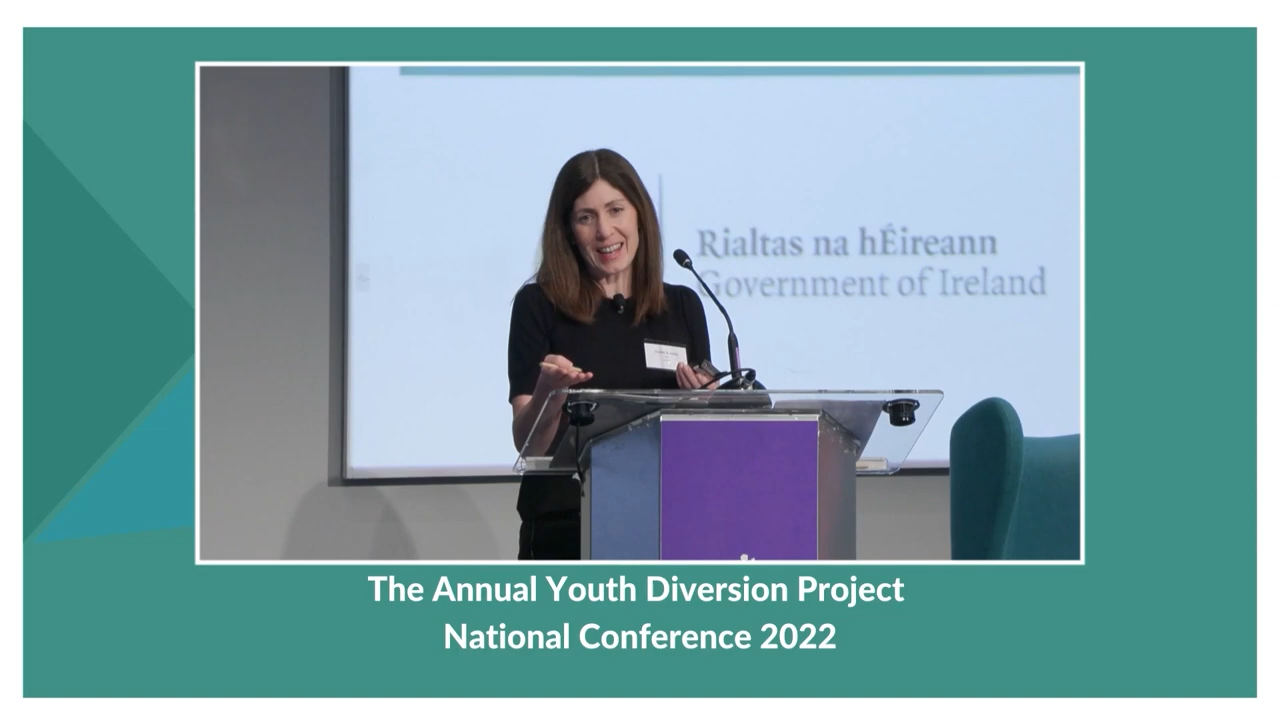 Rialtas na hÉireann
Government of Ireland
The Annual Youth Diversion Project
National Conference 2022